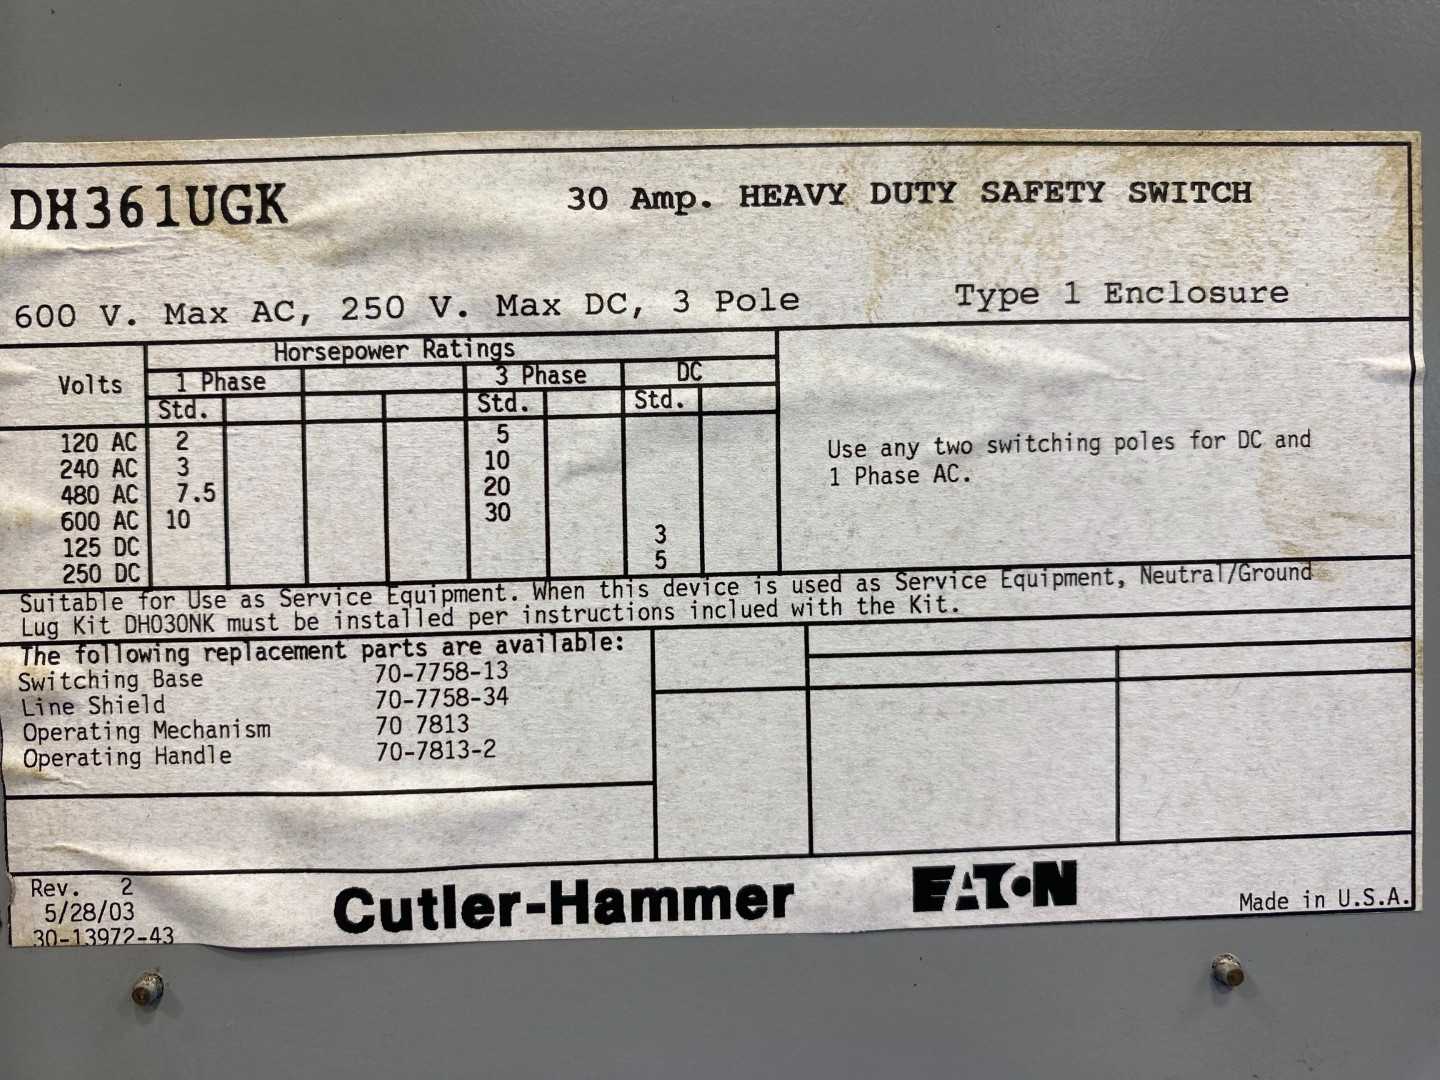 DH361UGK
30 Amp. HEAVY DUTY SAFETY SWITCH
600 V. Max AC, 250 V. Max DC, 3 Pole
Type 1 Enclosure
Volts
Horsepower Ratings
1 Phase 3 Phase DC
Std. Std. Std.
120 AC 2 5
240 AC 3 10
480 AC 7.5 20
600 AC 10 30
125 DC 3
250 DC 5
Use any two switching poles for DC and
1 Phase AC.
Suitable for Use as Service Equipment. When this device is used as Service Equipment, Neutral/Ground
Lug Kit DH030NK must be installed per instructions inclued with the Kit.
The following replacement parts are available:
Switching Base 70-7758-13
Line Shield 70-7758-34
Operating Mechanism 70 7813
Operating Handle 70-7813-2
Rev. 2
5/28/03
30-13972-43
Cutler-Hammer
EATON
Made in U.S.A.